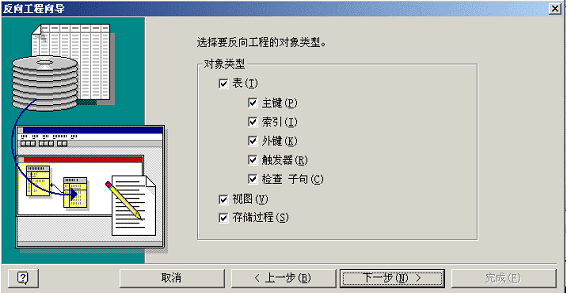 反向工程向导
选择要反向工程的对象类型。
对象类型
表(T)
主键(P)
索引(I)
外键(K)
触发器(R)
检查 子句(C)
视图(V)
存储过程(S)
取消
< 上一步(B)
下一步(N) >
完成(F)